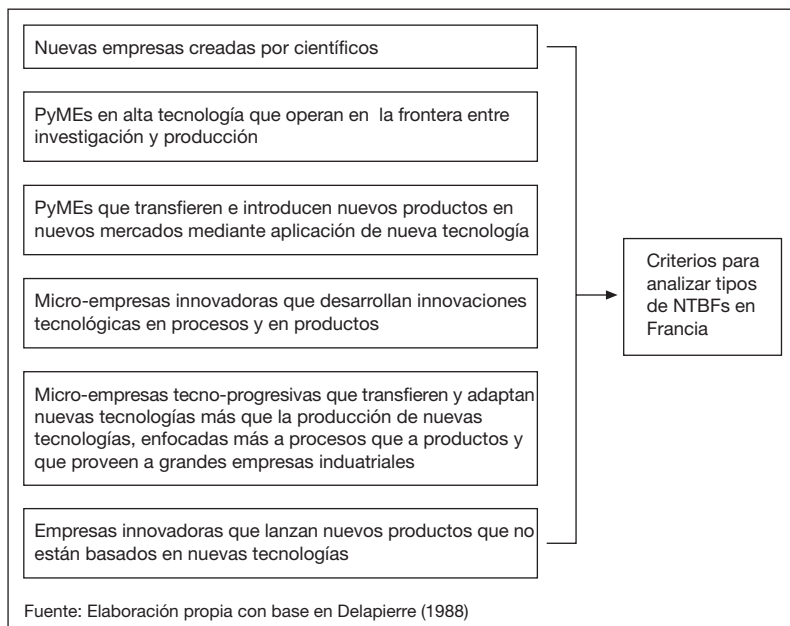 Nuevas empresas creadas por científicos
PyMEs en alta tecnología que operan en la frontera entre
investigación y producción
PyMEs que transfieren e introducen nuevos productos en
nuevos mercados mediante aplicación de nueva tecnología
Micro-empresas innovadoras que desarrollan innovaciones
tecnológicas en procesos y en productos
Micro-empresas tecno-progresivas que transfieren y adaptan
nuevas tecnologías más que la producción de nuevas
tecnologías, enfocadas más a procesos que a productos y
que proveen a grandes empresas induatriales
Empresas innovadoras que lanzan nuevos productos que no
están basados en nuevas tecnologías
Criterios para
analizar tipos
de NTBFs en
Francia
Fuente: Elaboración propia con base en Delapierre (1988)